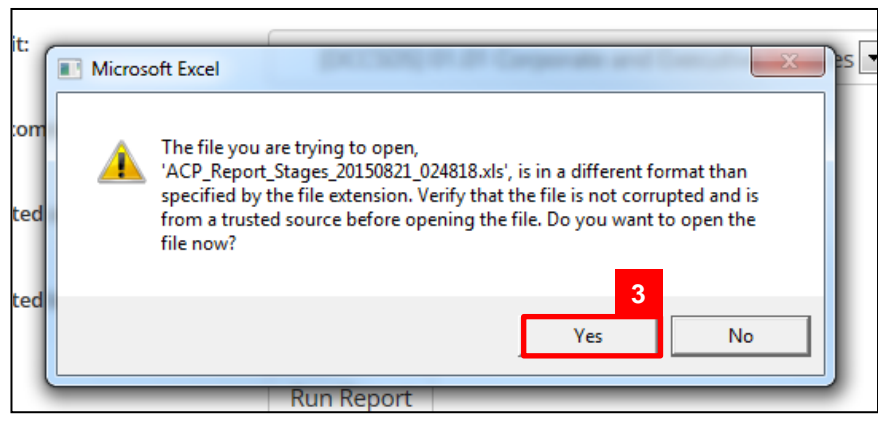 it:
es
Microsoft Excel
com
The file you are trying to open,
'ACP_Report_Stages_20150821_024818.xls', is in a different format than
specified by the file extension. Verify that the file is not corrupted and is
from a trusted source before opening the file. Do you want to open the
file now?
ted
ted
3
Yes
No
Run Report